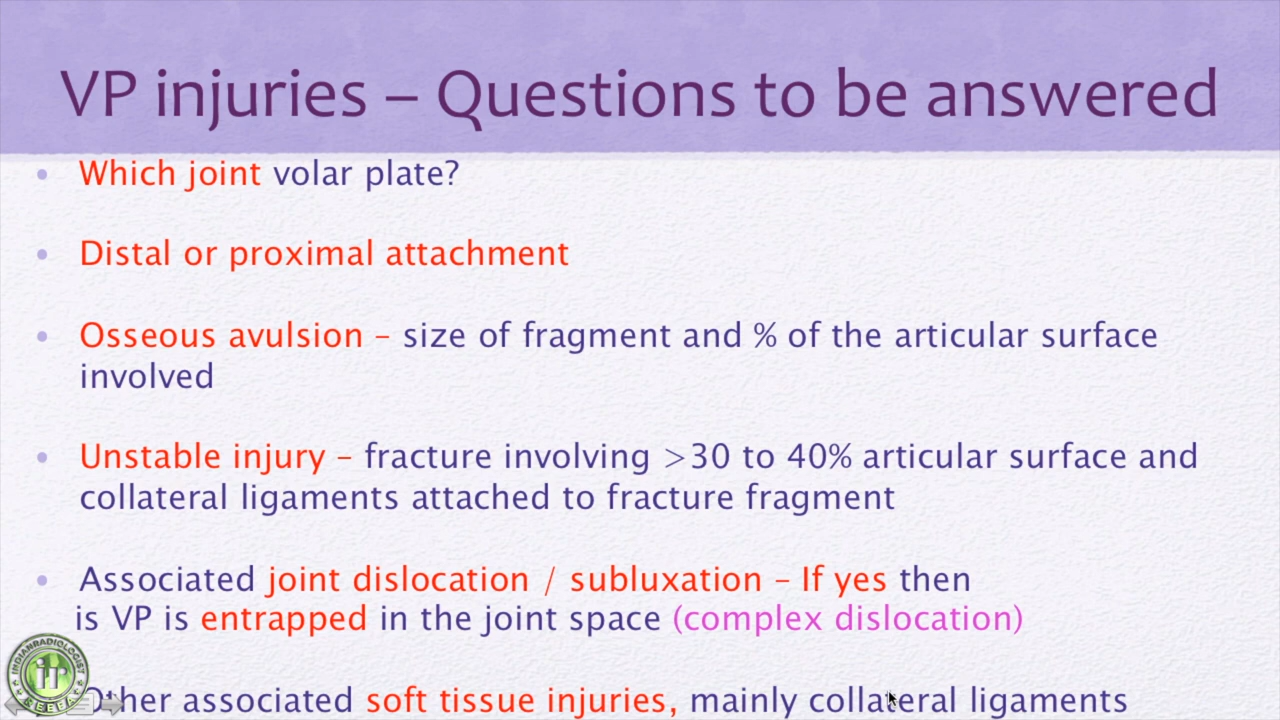 VP injuries – Questions to be answered
• Which joint volar plate?
• Distal or proximal attachment
• Osseous avulsion – size of fragment and % of the articular surface
involved
• Unstable injury – fracture involving >30 to 40% articular surface and
collateral ligaments attached to fracture fragment
• Associated joint dislocation / subluxation – If yes then
is VP is entrapped in the joint space (complex dislocation)
Other associated soft tissue injuries, mainly collateral ligaments
INDIANRADIOLOGIST
ir